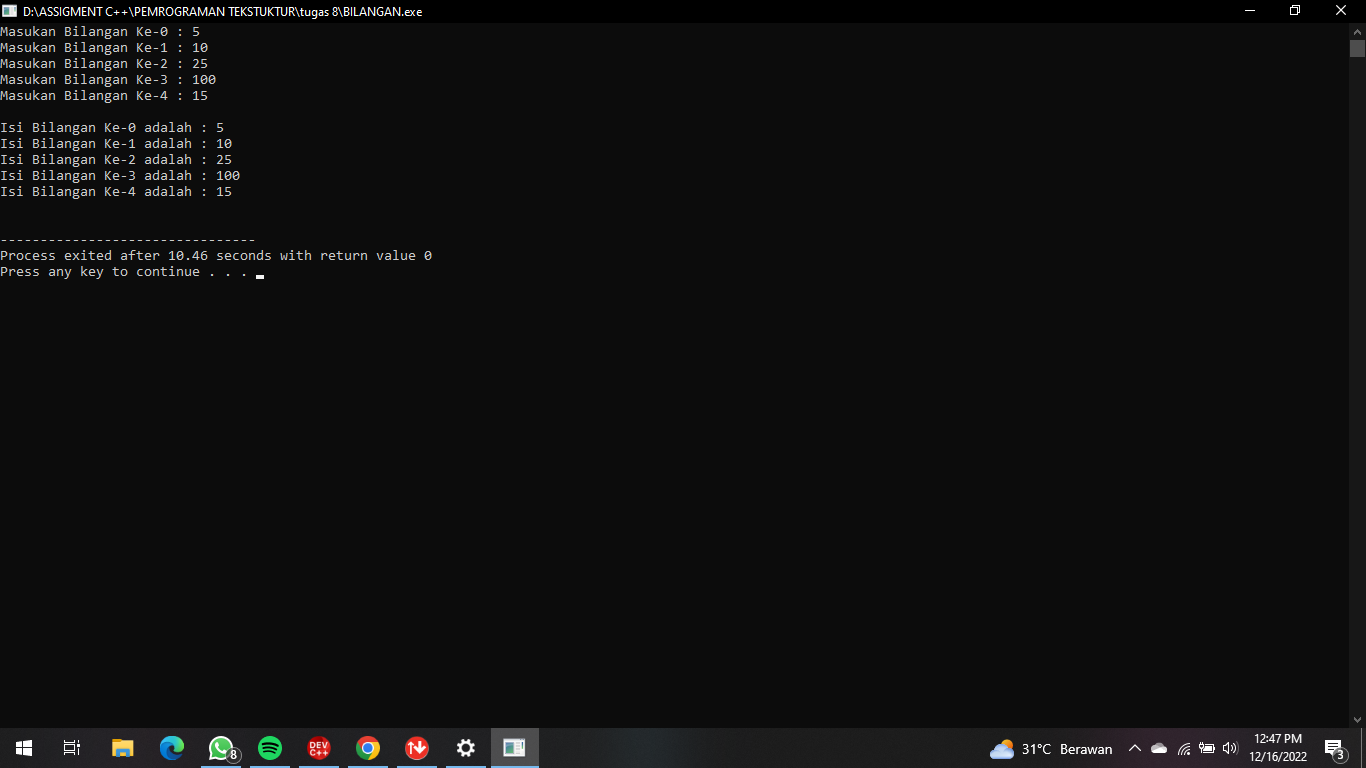 D:\ASSIGMENT C++\PEMROGRAMAN TEKSTUKTUR\tugas 8\BILANGAN.exe
Masukan Bilangan Ke-0 : 5
Masukan Bilangan Ke-1 : 10
Masukan Bilangan Ke-2 : 25
Masukan Bilangan Ke-3 : 100
Masukan Bilangan Ke-4 : 15
Isi Bilangan Ke-0 adalah : 5
Isi Bilangan Ke-1 adalah : 10
Isi Bilangan Ke-2 adalah : 25
Isi Bilangan Ke-3 adalah : 100
Isi Bilangan Ke-4 adalah : 15
--------------------------------
Process exited after 10.46 seconds with return value 0
Press any key to continue . . .
8
DEV
C++
31°C Berawan
12:47 PM
12/16/2022
3